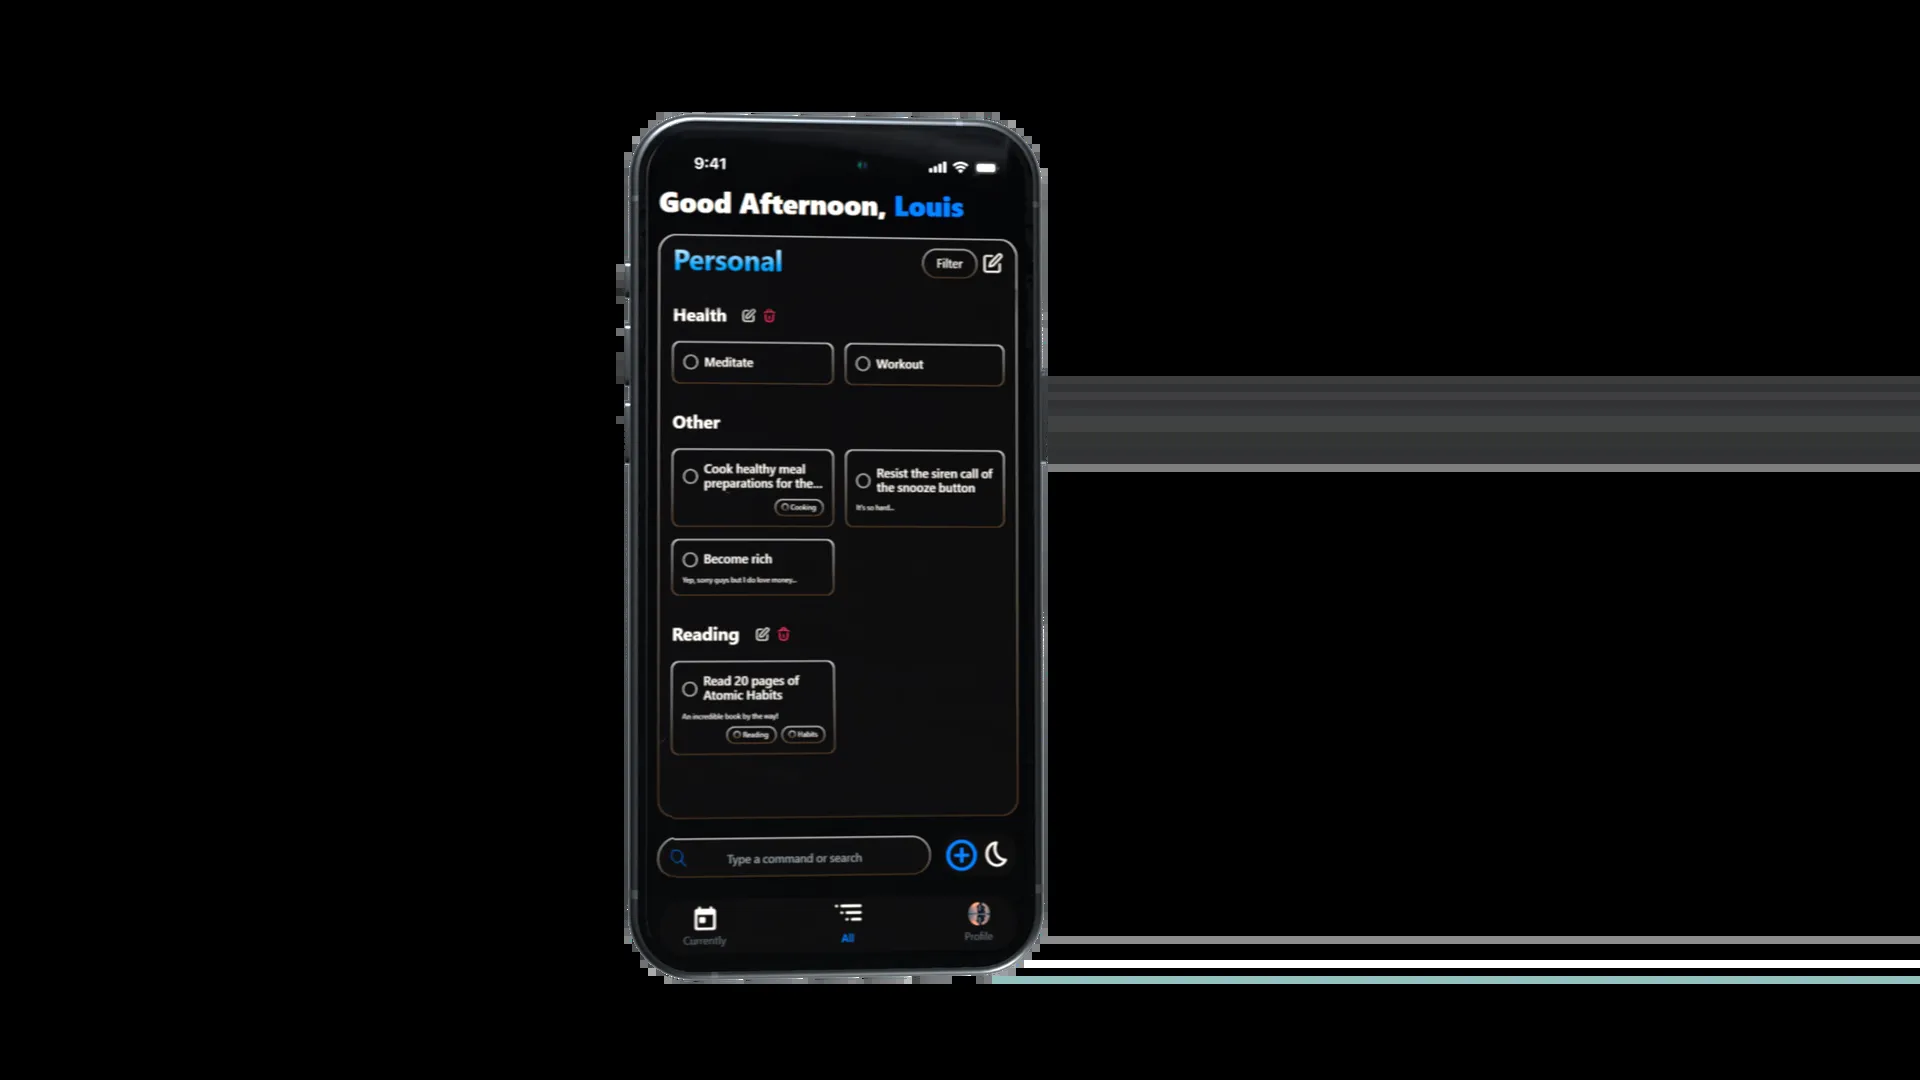 9:41
Good Afternoon, Louis
Personal
Filter
Health
Meditate
Workout
Other
Cook healthy meal
preparations for the...
Cooking
Resist the siren call of
the snooze button
It's so hard...
Become rich
Yep, sorry guys but I do love money...
Reading
Read 20 pages of
Atomic Habits
An incredible book by the way!
Reading
Habits
Type a command or search
Currently
All
Profile